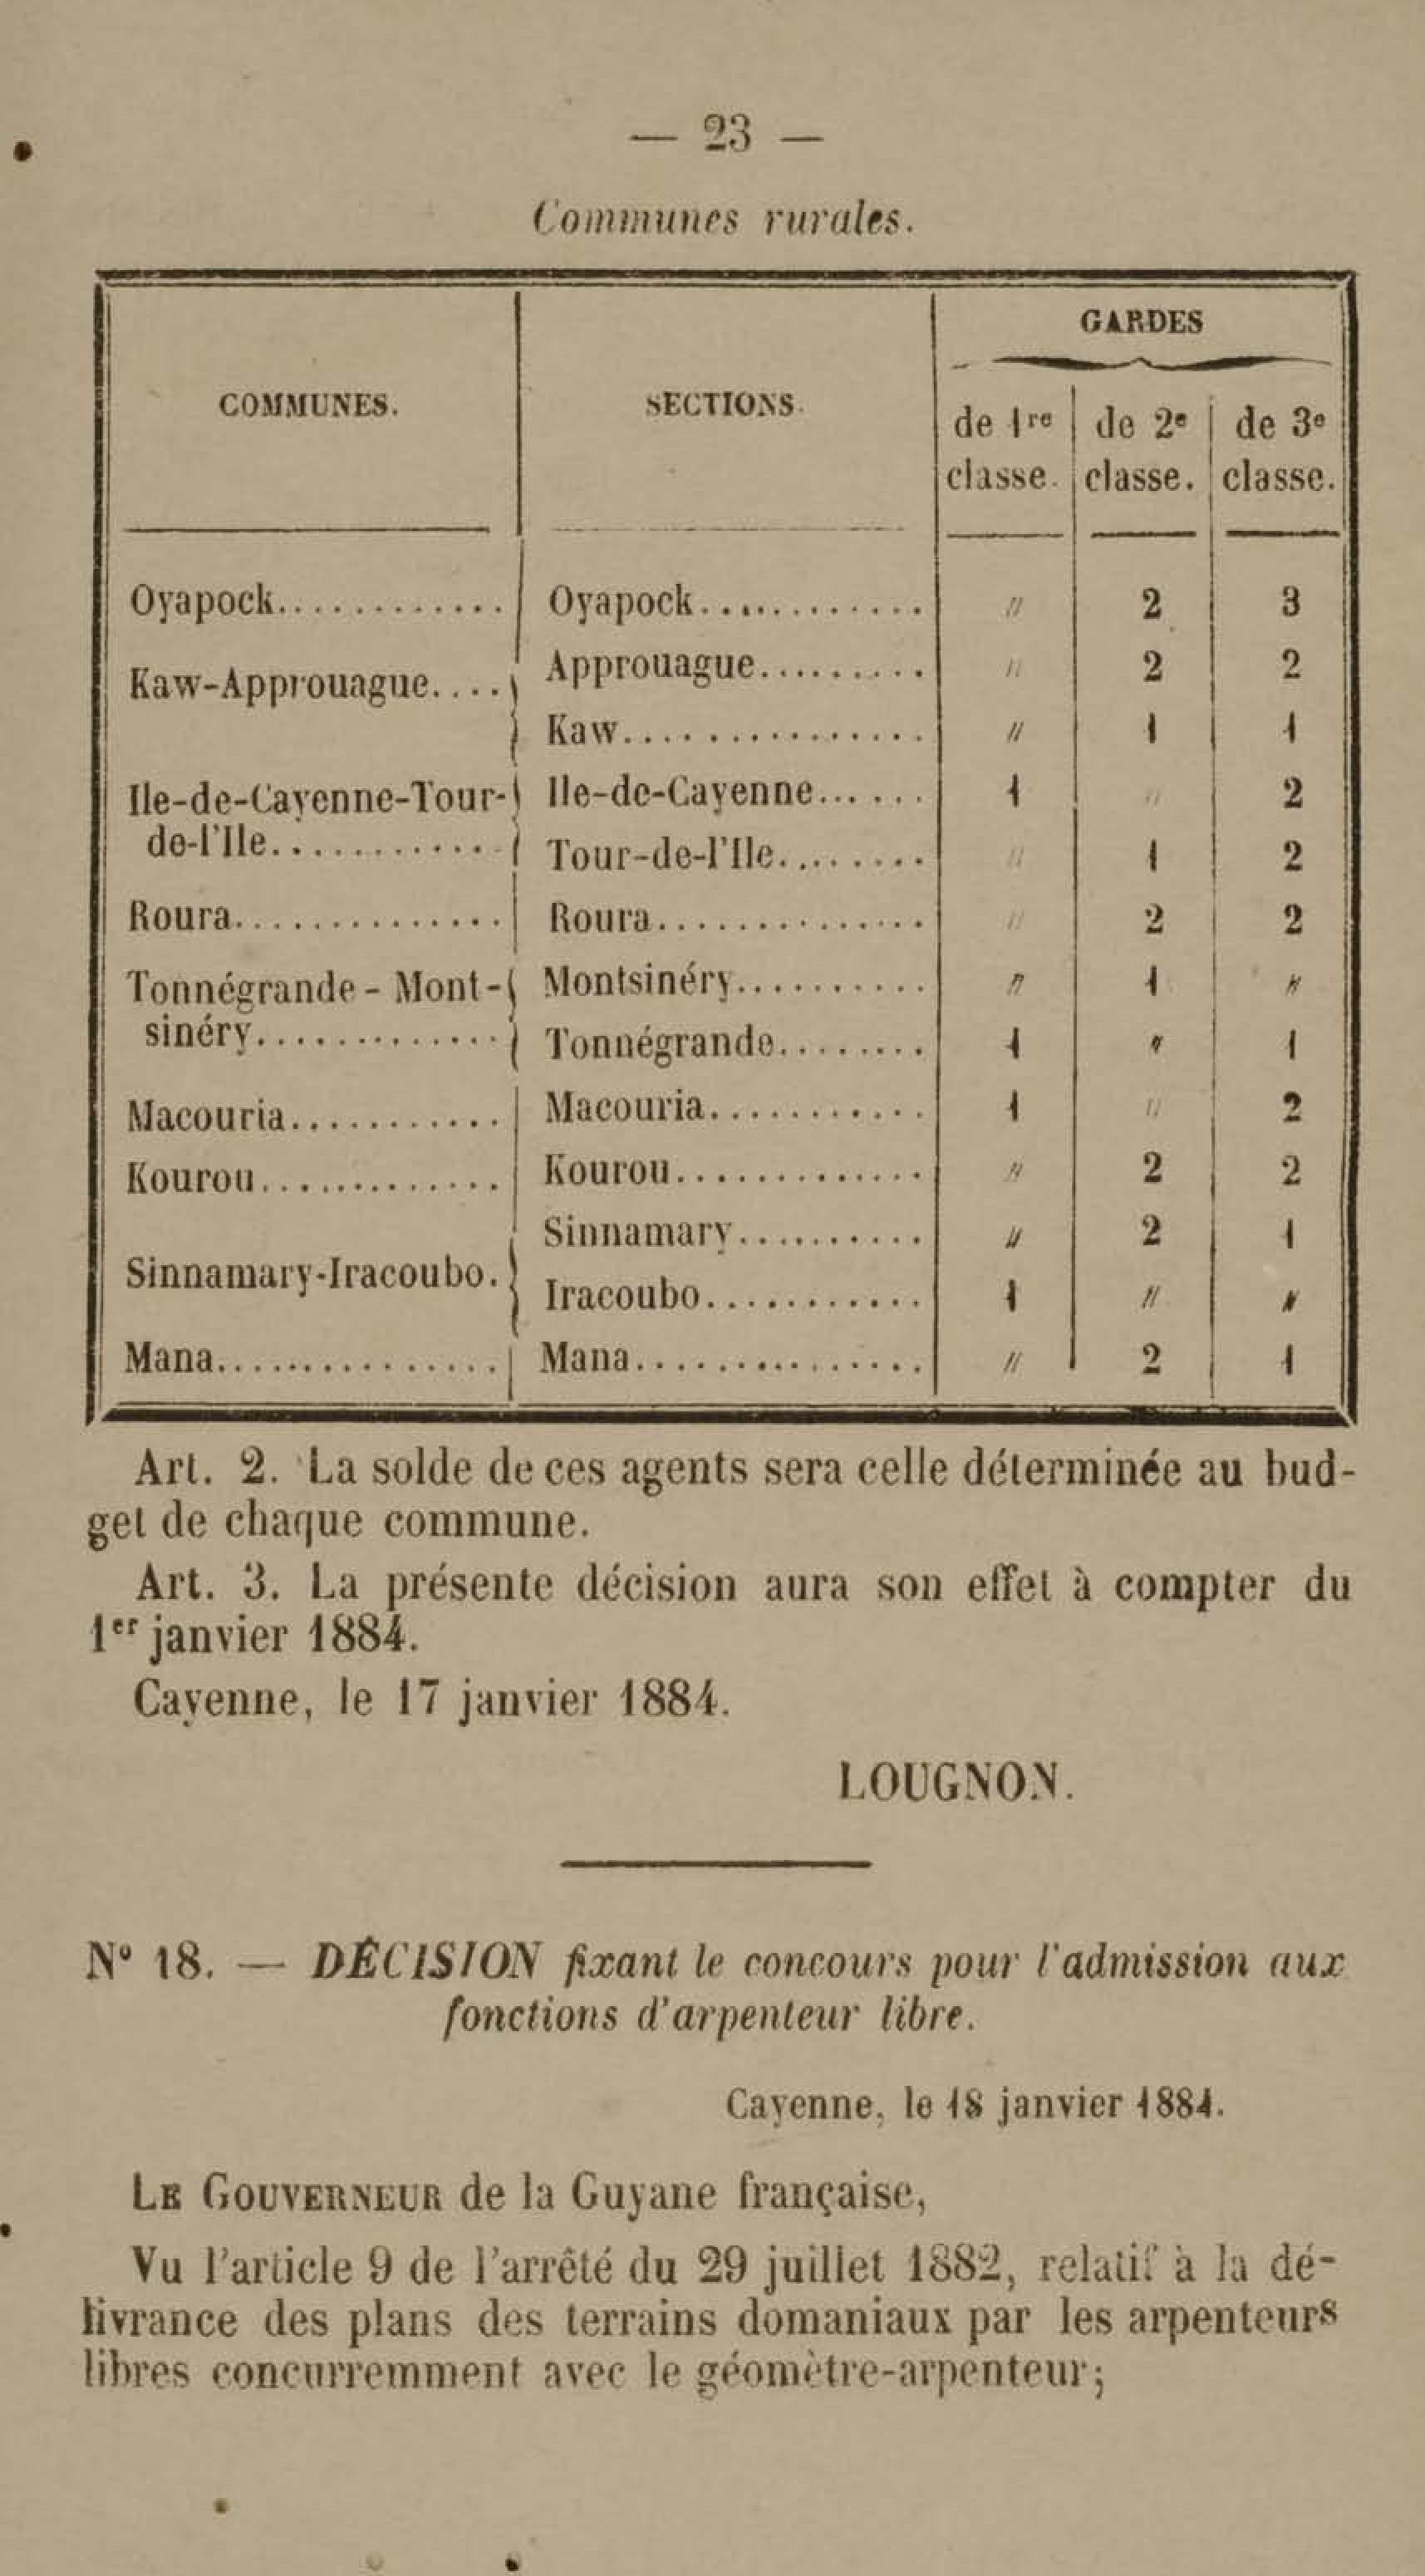 — 23 —
Communes rurales.
GARDES
COMMUNES. SECTIONS. de 1re classe. de 2e classe. de 3e classe.
Oyapock............. Oyapock............. " 2 3
Kaw-Approuague.... Approuague.......... " 2 2
Kaw................ " 1 1
Ile-de-Cayenne-Tour- Ile-de-Cayenne...... 1 " 2
de-l'Ile............ Tour-de-l'Ile......... " 1 2
Roura.............. Roura.............. " 2 2
Tonnégrande - Mont- Montsinéry.......... " 1 "
sinéry............. Tonnégrande......... 1 " 1
Macouria........... Macouria........... 1 " 2
Kourou............. Kourou............. " 2 2
Sinnamary.......... " 2 1
Sinnamary-Iracoubo. Iracoubo............ 1 " "
Mana............... Mana................ " 2 1
Art. 2. La solde de ces agents sera celle déterminée au bud-
get de chaque commune.
Art. 3. La présente décision aura son effet à compter du
1er janvier 1884.
Cayenne, le 17 janvier 1884.
LOUGNON.
N° 18. — DÉCISION fixant le concours pour l'admission aux
fonctions d'arpenteur libre.
Cayenne, le 18 janvier 1884.
LE GOUVERNEUR de la Guyane française,
Vu l'article 9 de l'arrêté du 29 juillet 1882, relatif à la dé-
livrance des plans des terrains domaniaux par les arpenteurs
libres concurremment avec le géomètre-arpenteur;